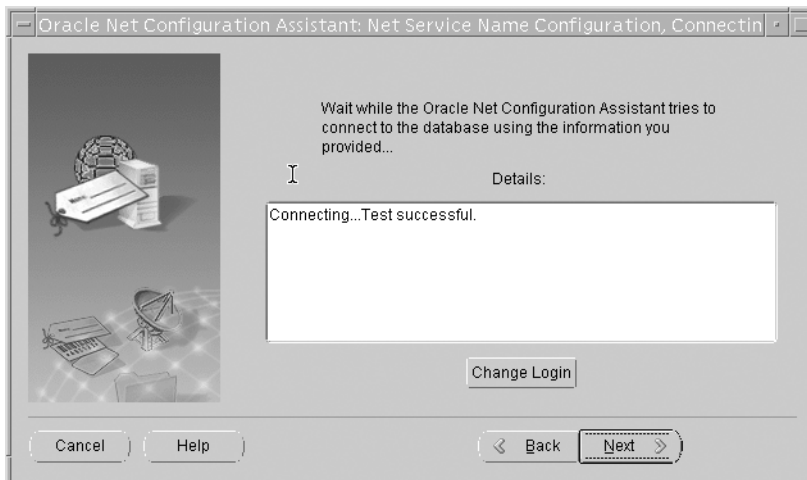 Oracle Net Configuration Assistant: Net Service Name Configuration, Connectin
Wait while the Oracle Net Configuration Assistant tries to
connect to the database using the information you
provided...
Details:
Connecting...Test successful.
Change Login
Cancel
Help
Back
Next